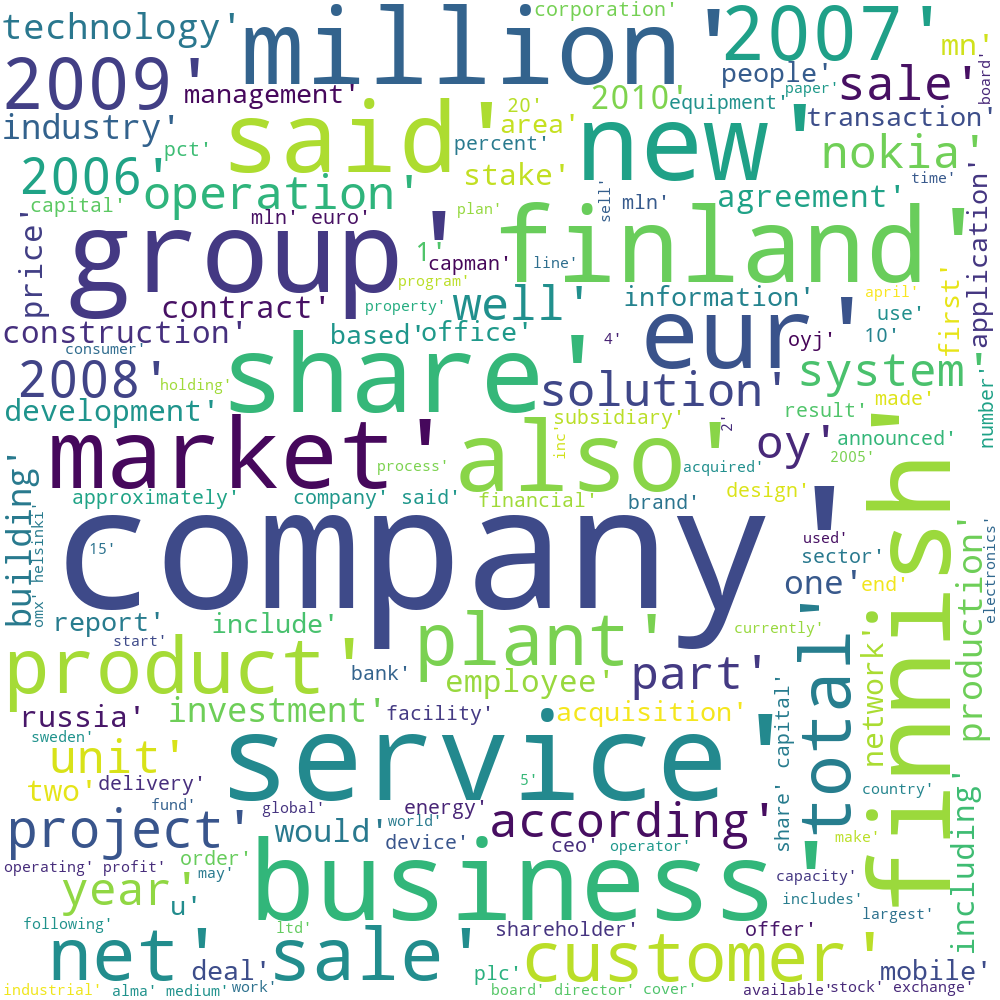 corporation'
technology'
million'
2007'
mn'
2009'
people'
sale'
board'
management'
2010'
equipment'
paper'
industry'
said'
20'
area'
new'
transaction'
pct'
percent'
nokia'
2006'
operation'
stake'
agreement'
time'
application'
capital'
mln' euro'
plan'
sell'
mln'
price'
group'
1'
finland'
capman'
line'
program'
contract'
property'
well'
information'
april'
first'
construction'
based'
office'
eur'
use'
consumer'
4'
oyj'
10'
2008'
holding'
share'
solution'
system'
number'
development'
subsidiary'
result'
made'
market'
also'
inc'
2'
oy'
announced'
process'
acquired'
2005'
building'
approximately'
company' said'
financial'
brand'
design'
finnish'
omx' helsinki'
15'
company'
used'
sector'
one'
end'
electronics'
report'
include'
plant'
total'
network'
production'
start'
currently'
product'
bank'
employee'
part'
russia'
investment'
facility'
acquisition'
share' capital'
sweden'
unit'
service'
two'
delivery'
5'
country'
fund'
global'
energy'
according'
including'
project'
would'
world'
device'
ceo'
operator'
make'
operating' profit'
order'
business'
year'
may'
capacity'
u'
includes'
following'
ltd'
shareholder'
offer'
largest'
net'
sale'
customer'
deal'
plc'
mobile'
industrial'
alma' medium'
work'
board' director'
cover'
available'
stock' exchange'